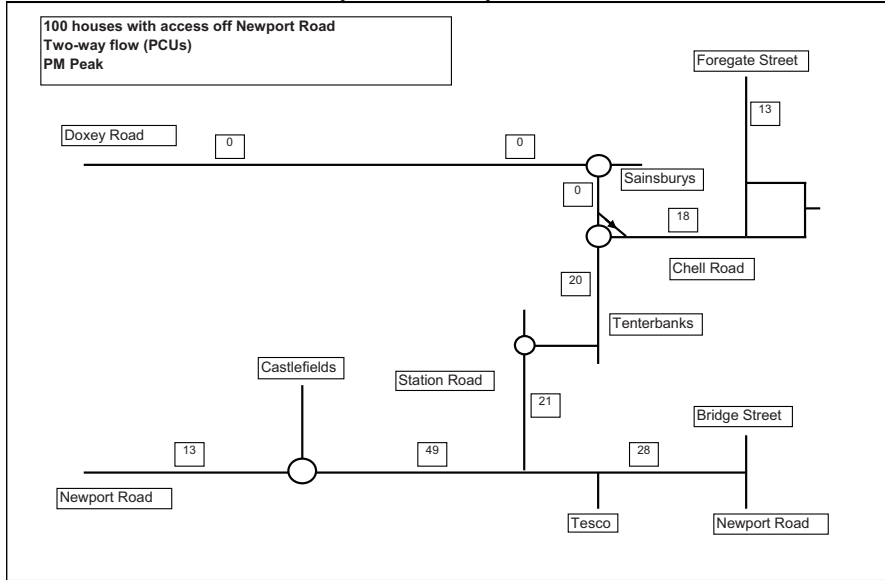 100 houses with access off Newport Road
Two-way flow (PCUs)
PM Peak
Foregate Street
13
Doxey Road
0
0
Sainsburys
0
18
Chell Road
20
Tenterbanks
Castlefields
Station Road
21
Bridge Street
13
49
28
Newport Road
Tesco
Newport Road